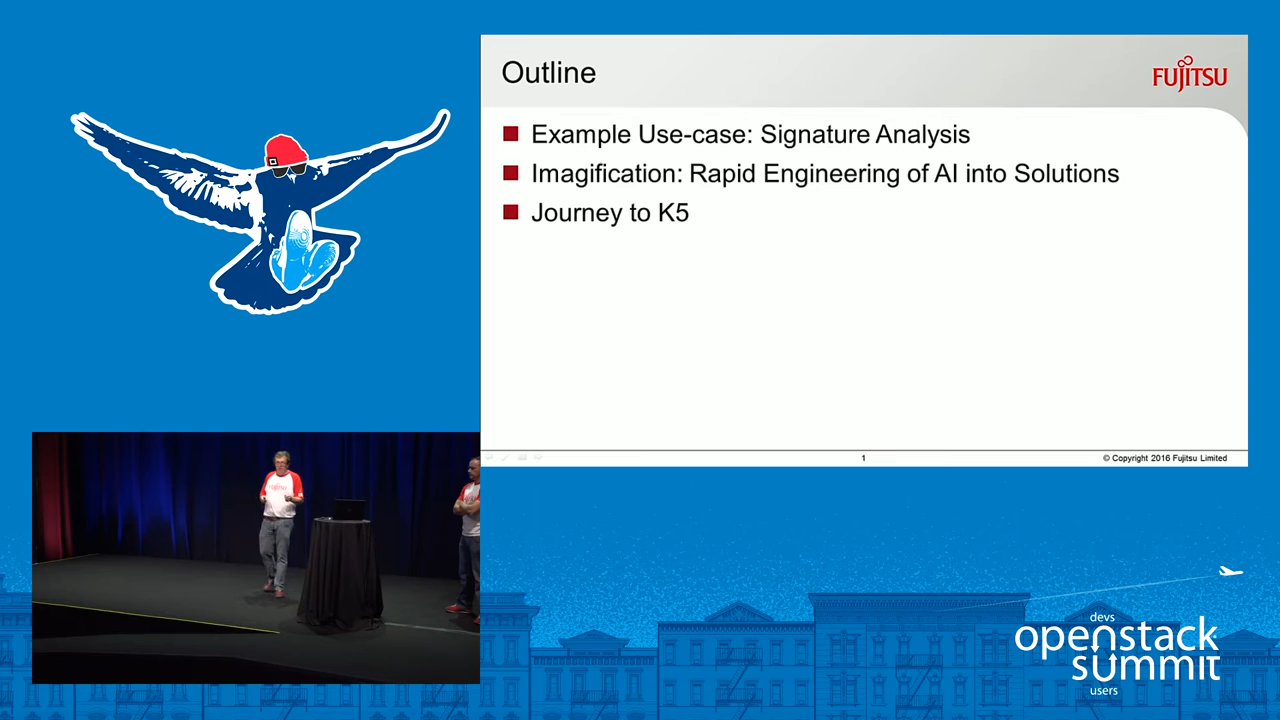 Outline
FUJITSU
Example Use-case: Signature Analysis
Imagification: Rapid Engineering of AI into Solutions
Journey to K5
1
© Copyright 2016 Fujitsu Limited
FUJITSU
devs
openstack
summit
users